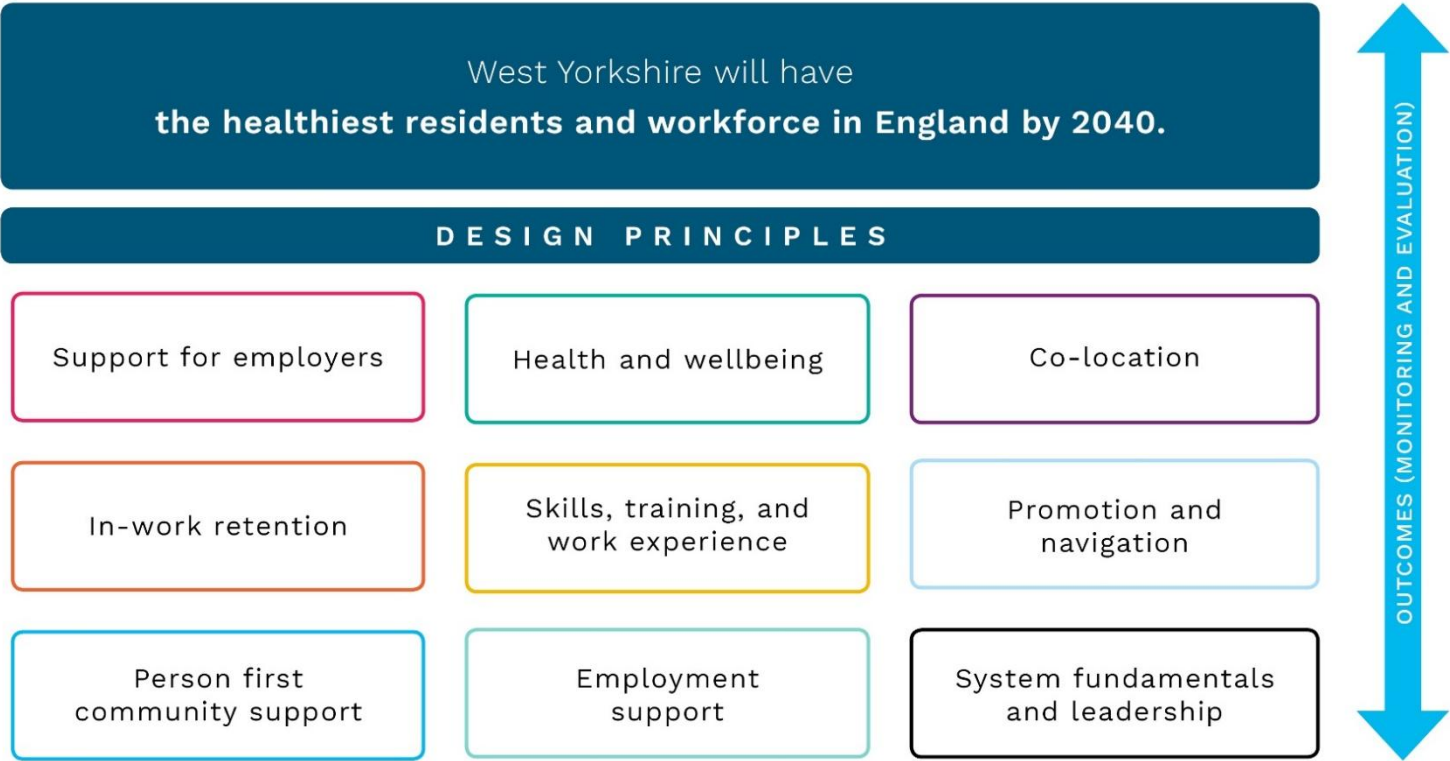 West Yorkshire will have
the healthiest residents and workforce in England by 2040.
DESIGN PRINCIPLES
Support for employers
Health and wellbeing
Co-location
In-work retention
Skills, training, and
work experience
Promotion and
navigation
Person first
community support
Employment
support
System fundamentals
and leadership
OUTCOMES (MONITORING AND EVALUATION)